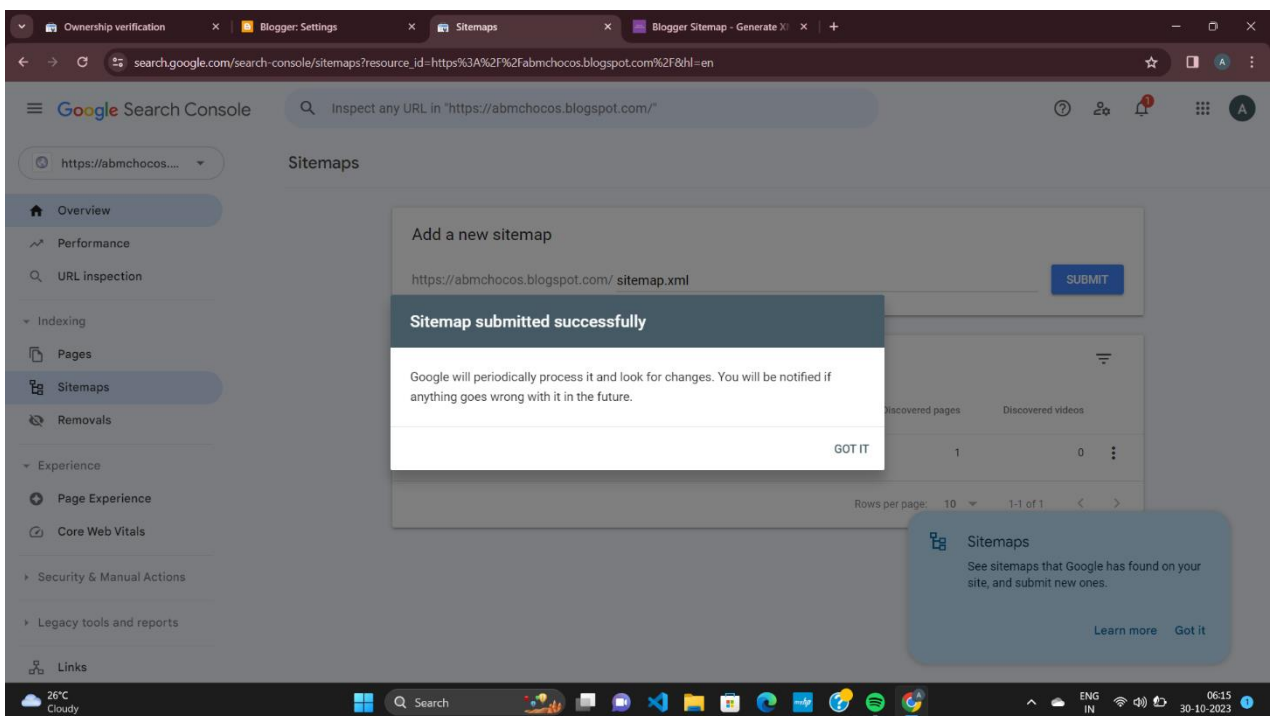 Ownership verification
Blogger: Settings
Sitemaps
Blogger Sitemap - Generate X
search.google.com/search-console/sitemaps?resource_id=https%3A%2F%2Fabmchocos.blogspot.com%2F&hl=en
A
Google Search Console
Inspect any URL in "https://abmchocos.blogspot.com/"
1
A
https://abmchocos....
Sitemaps
Overview
Performance
URL inspection
Indexing
Pages
Sitemaps
Removals
Experience
Page Experience
Core Web Vitals
Security & Manual Actions
Legacy tools and reports
Links
Add a new sitemap
https://abmchocos.blogspot.com/ sitemap.xml
SUBMIT
Sitemap submitted successfully
Google will periodically process it and look for changes. You will be notified if
anything goes wrong with it in the future.
GOT IT
Discovered pages Discovered videos
1 0
Rows per page: 10 1-1 of 1
Sitemaps
See sitemaps that Google has found on your
site, and submit new ones.
Learn more Got it
26°C
Cloudy
Search
ENG
IN
06:15
30-10-2023
1